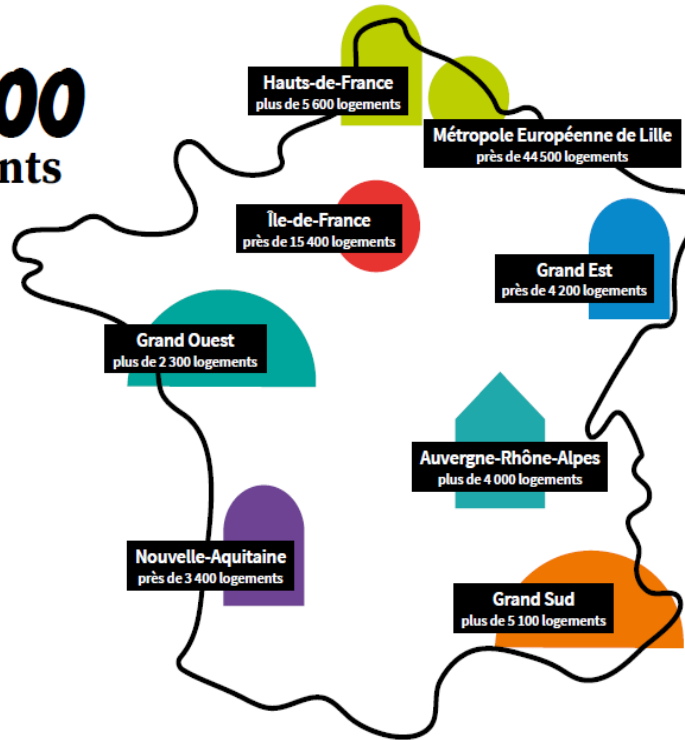 00
nts
Hauts-de-France
plus de 5 600 logements
Métropole Européenne de Lille
près de 44 500 logements
Île-de-France
près de 15 400 logements
Grand Est
près de 4 200 logements
Grand Ouest
plus de 2 300 logements
Auvergne-Rhône-Alpes
plus de 4 000 logements
Nouvelle-Aquitaine
près de 3 400 logements
Grand Sud
plus de 5 100 logements